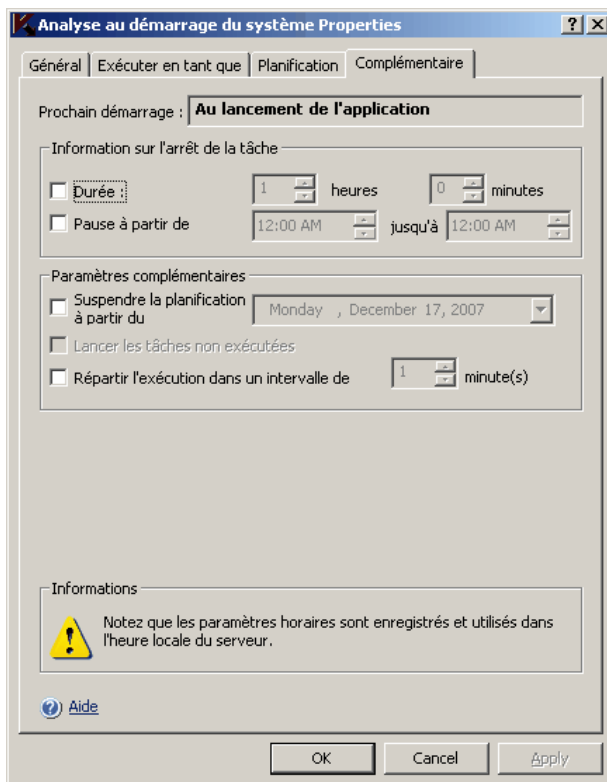 Analyse au démarrage du système Properties
Général
Exécuter en tant que
Planification
Complémentaire
Prochain démarrage : Au lancement de l'application
Information sur l'arrêt de la tâche
Durée : 1 heures 0 minutes
Pause à partir de 12:00 AM jusqu'à 12:00 AM
Paramètres complémentaires
Suspendre la planification
à partir du
Monday , December 17, 2007
Lancer les tâches non exécutées
Répartir l'exécution dans un intervalle de 1 minute(s)
Informations
Notez que les paramètres horaires sont enregistrés et utilisés dans
l'heure locale du serveur.
Aide
OK
Cancel
Apply